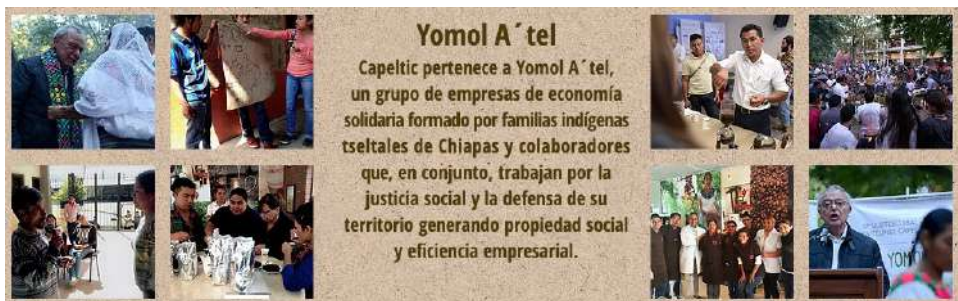 Yomol A´tel
Capeltic pertenece a Yomol A´tel,
un grupo de empresas de economía
solidaria formado por familias indígenas
tseltales de Chiapas y colaboradores
que, en conjunto, trabajan por la
justicia social y la defensa de su
territorio generando propiedad social
y eficiencia empresarial.
YOMO